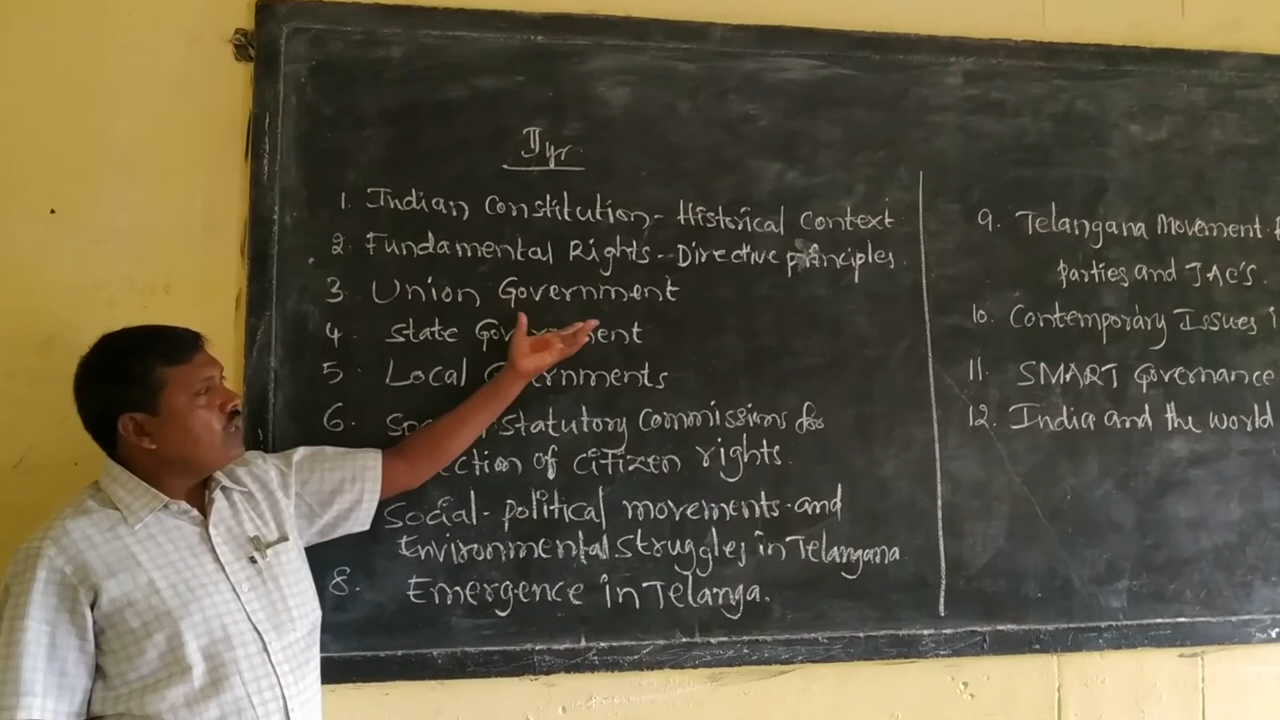 II yr.
1. Indian Constitution - Historical Context
2. Fundamental Rights - Directive principles.
3. Union Government
4. State Government
5. Local
6. Statutory Commissions for
of citizen rights.
Social - political movements and
Environmental Struggles in Telangana.
8. Emergence in Telanga.
9. Telangana Movement
parties and JAC'S.
10. Contemporary Issues
11. SMART Governance
12. India and the world